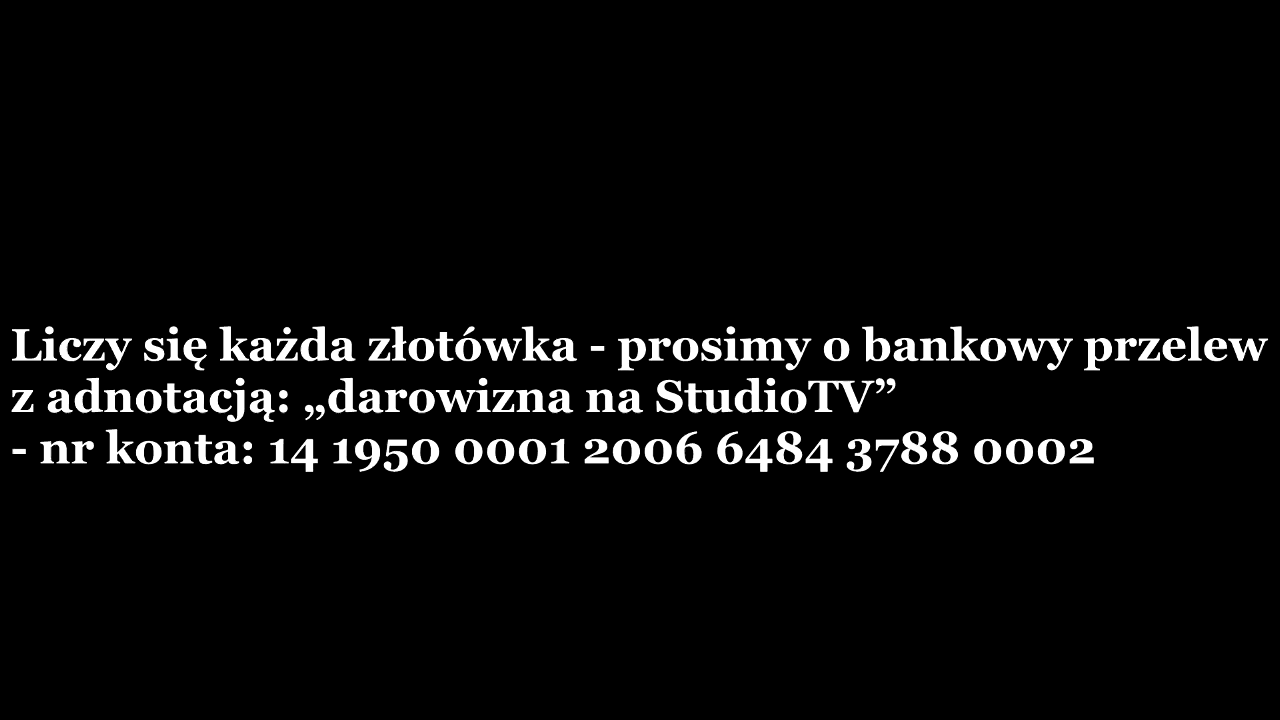 Liczy się każda złotówka - prosimy o bankowy przelew
z adnotacją: „darowizna na StudioTV”
- nr konta: 14 1950 0001 2006 6484 3788 0002